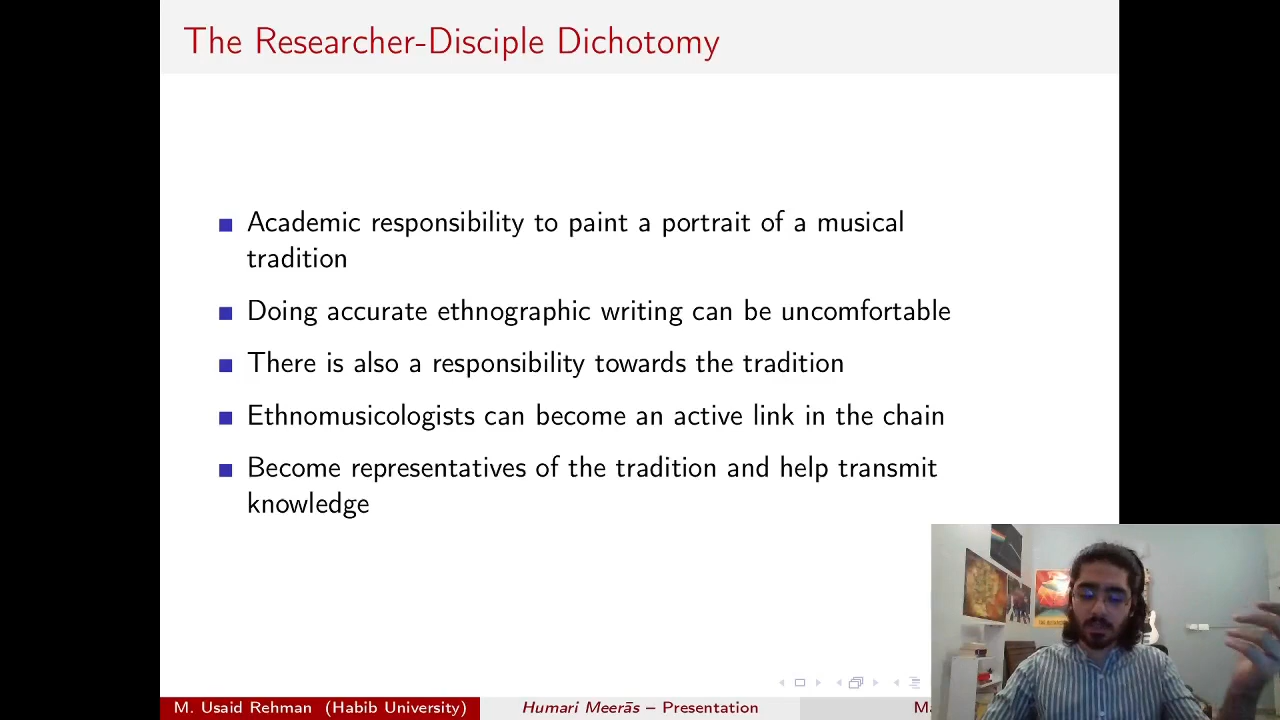 The Researcher-Disciple Dichotomy
Academic responsibility to paint a portrait of a musical
tradition
Doing accurate ethnographic writing can be uncomfortable
There is also a responsibility towards the tradition
Ethnomusicologists can become an active link in the chain
Become representatives of the tradition and help transmit
knowledge
M. Usaid Rehman (Habib University)
Humari Meerās – Presentation